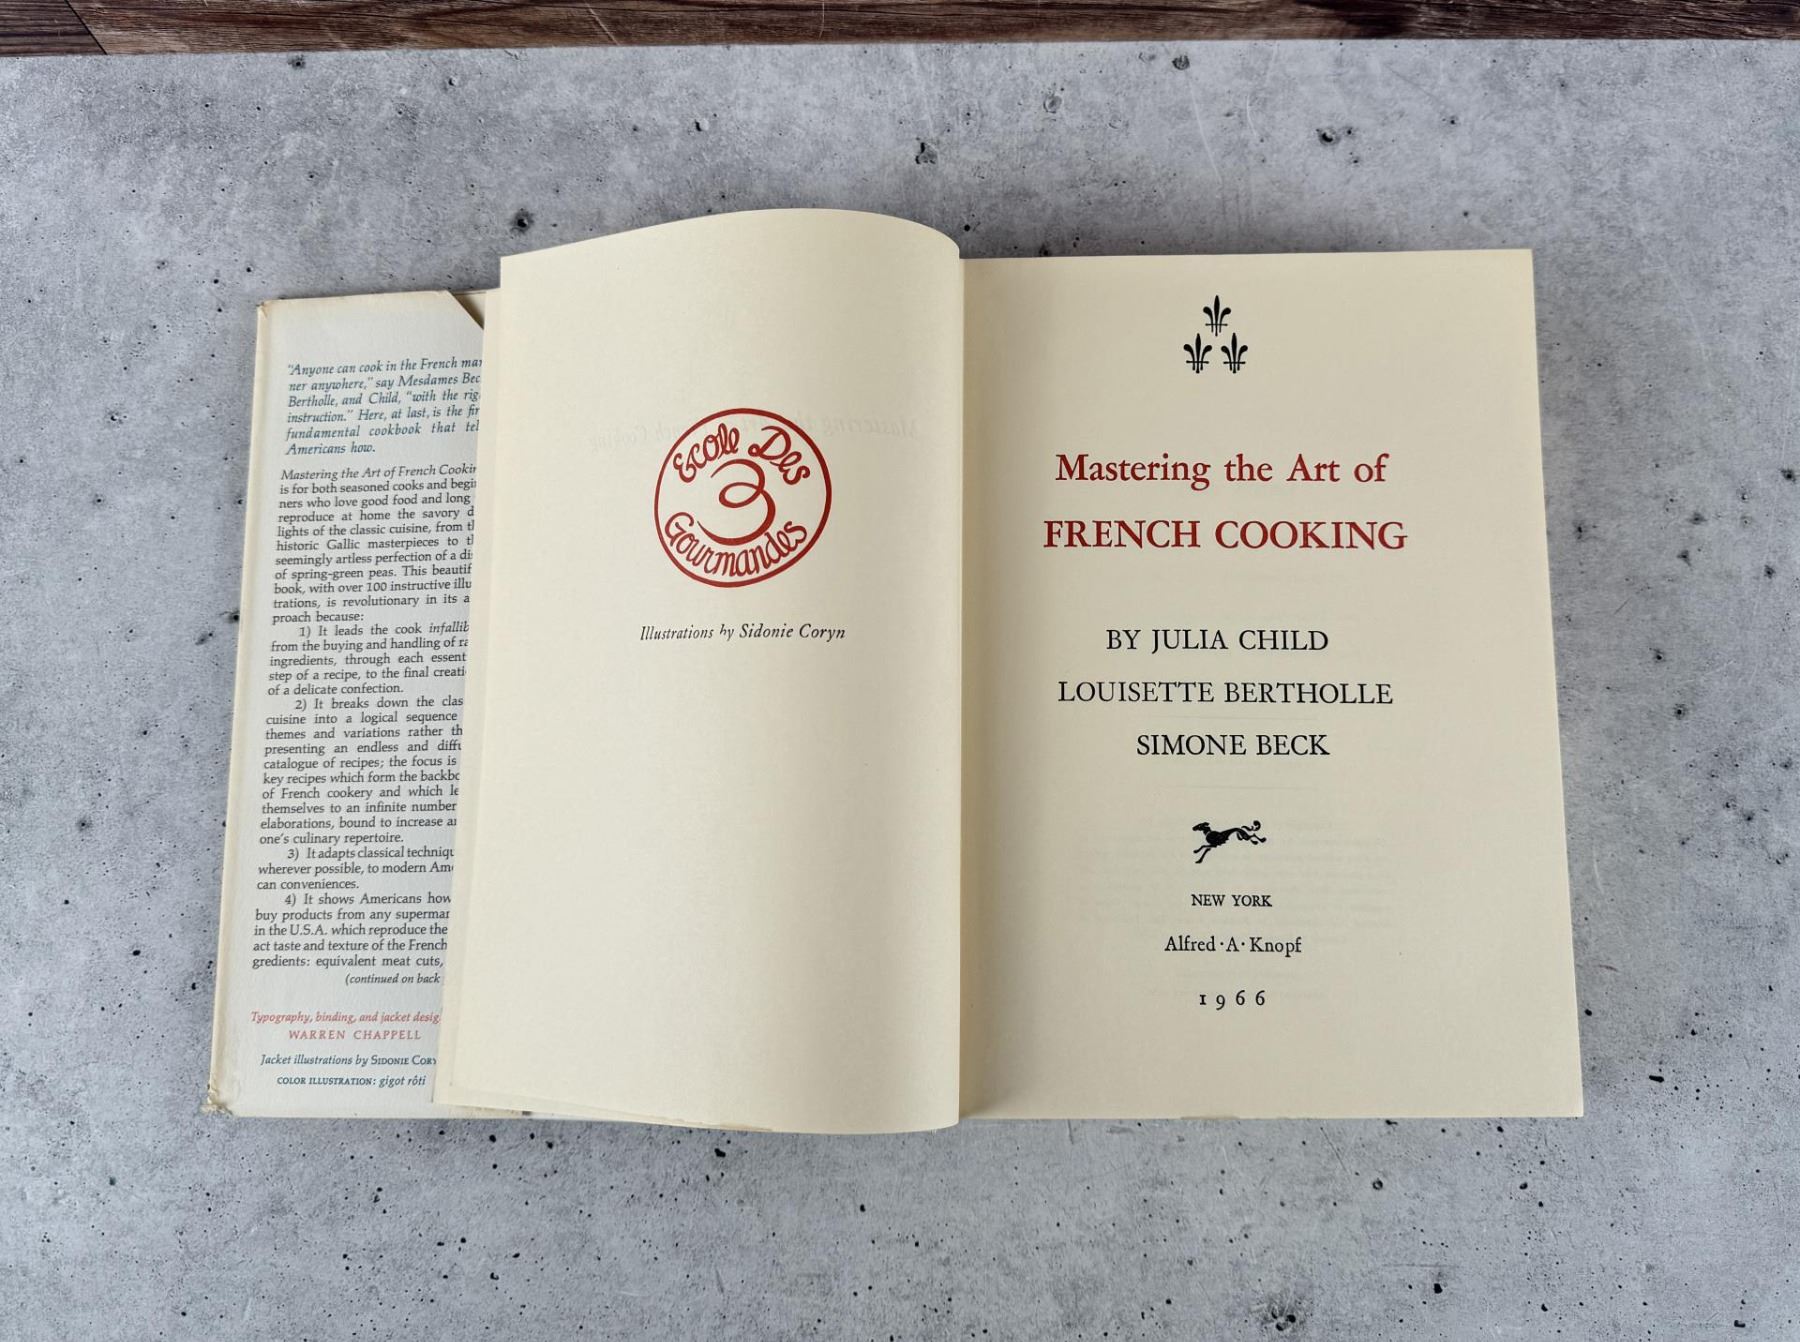 "Anyone can cook in the French man
ner anywhere," say Mesdames Bec
Bertholle, and Child, "with the rig
instruction." Here, at last, is the fir
fundamental cookbook that tel
Americans how.
Mastering the Art of French Cookin
is for both seasoned cooks and begin
ners who love good food and long
reproduce at home the savory d
lights of the classic cuisine, from th
historic Gallic masterpieces to th
seemingly artless perfection of a dis
of spring-green peas. This beautif
book, with over 100 instructive illu
trations, is revolutionary in its a
proach because:
1) It leads the cook infallib
from the buying and handling of ra
ingredients, through each essent
step of a recipe, to the final creati
of a delicate confection.
2) It breaks down the clas
cuisine into a logical sequence
themes and variations rather th
presenting an endless and diffu
catalogue of recipes; the focus is
key recipes which form the backbo
of French cookery and which le
themselves to an infinite number
elaborations, bound to increase an
one's culinary repertoire.
3) It adapts classical techniqu
wherever possible, to modern Am
can conveniences.
4) It shows Americans how
buy products from any supermar
in the U.S.A. which reproduce the
act taste and texture of the French
gredients: equivalent meat cuts,
(continued on back
Typography, binding, and jacket desig
WARREN CHAPPELL
Jacket illustrations by SIDONIE CORY
COLOR ILLUSTRATION: gigot rôti
Ecole Des
3
Gourmandes
Illustrations by Sidonie Coryn
Mastering the Art of
FRENCH COOKING
BY JULIA CHILD
LOUISETTE BERTHOLLE
SIMONE BECK
NEW YORK
Alfred · A · Knopf
1966